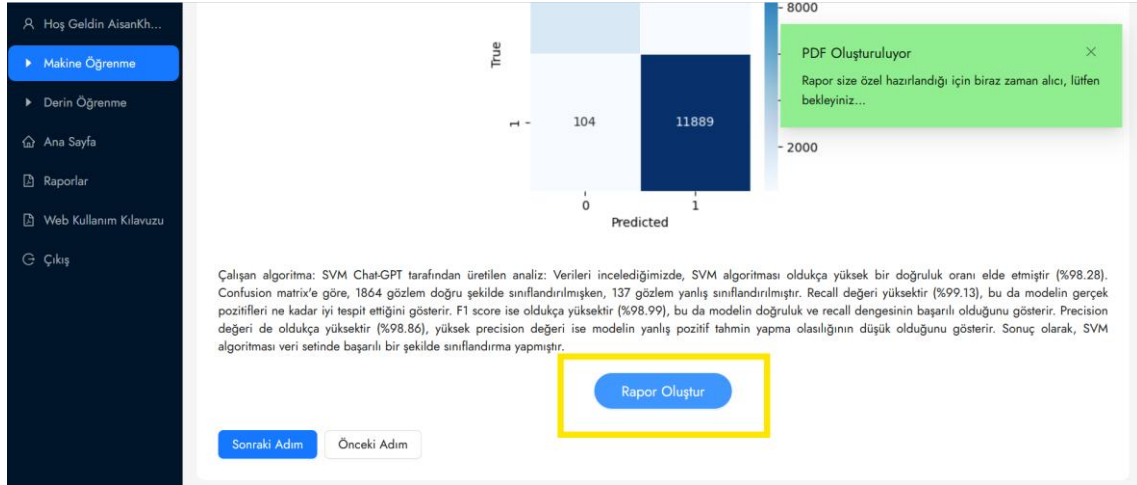 Hoş Geldin AisanKh...
Makine Öğrenme
Derin Öğrenme
Ana Sayfa
Raporlar
Web Kullanım Kılavuzu
Çıkış
True
1
104
11889
0
1
Predicted
8000
2000
PDF Oluşturuluyor
Rapor size özel hazırlandığı için biraz zaman alıcı, lütfen
bekleyiniz...
Çalışan algoritma: SVM Chat-GPT tarafından üretilen analiz: Verileri incelediğimizde, SVM algoritması oldukça yüksek bir doğruluk oranı elde etmiştir (%98.28).
Confusion matrix'e göre, 1864 gözlem doğru şekilde sınıflandırılmışken, 137 gözlem yanlış sınıflandırılmıştır. Recall değeri yüksektir (%99.13), bu da modelin gerçek
pozitifleri ne kadar iyi tespit ettiğini gösterir. F1 score ise oldukça yüksektir (%98.99), bu da modelin doğruluk ve recall dengesinin başarılı olduğunu gösterir. Precision
değeri de oldukça yüksektir (%98.86), yüksek precision değeri ise modelin yanlış pozitif tahmin yapma olasılığının düşük olduğunu gösterir. Sonuç olarak, SVM
algoritması veri setinde başarılı bir şekilde sınıflandırma yapmıştır.
Rapor Oluştur
Sonraki Adım
Önceki Adım